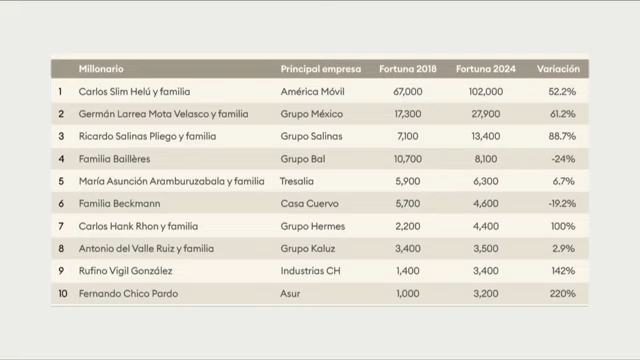 Millonario Principal empresa Fortuna 2018 Fortuna 2024 Variación
1 Carlos Slim Helú y familia América Móvil 67,000 102,000 52.2%
2 Germán Larrea Mota Velasco y familia Grupo México 17,300 27,900 61.2%
3 Ricardo Salinas Pliego y familia Grupo Salinas 7,100 13,400 88.7%
4 Familia Baillères Grupo Bal 10,700 8,100 -24%
5 María Asunción Aramburuzabala y familia Tresalia 5,900 6,300 6.7%
6 Familia Beckmann Casa Cuervo 5,700 4,600 -19.2%
7 Carlos Hank Rhon y familia Grupo Hermes 2,200 4,400 100%
8 Antonio del Valle Ruiz y familia Grupo Kaluz 3,400 3,500 2.9%
9 Rufino Vigil González Industrias CH 1,400 3,400 142%
10 Fernando Chico Pardo Asur 1,000 3,200 220%